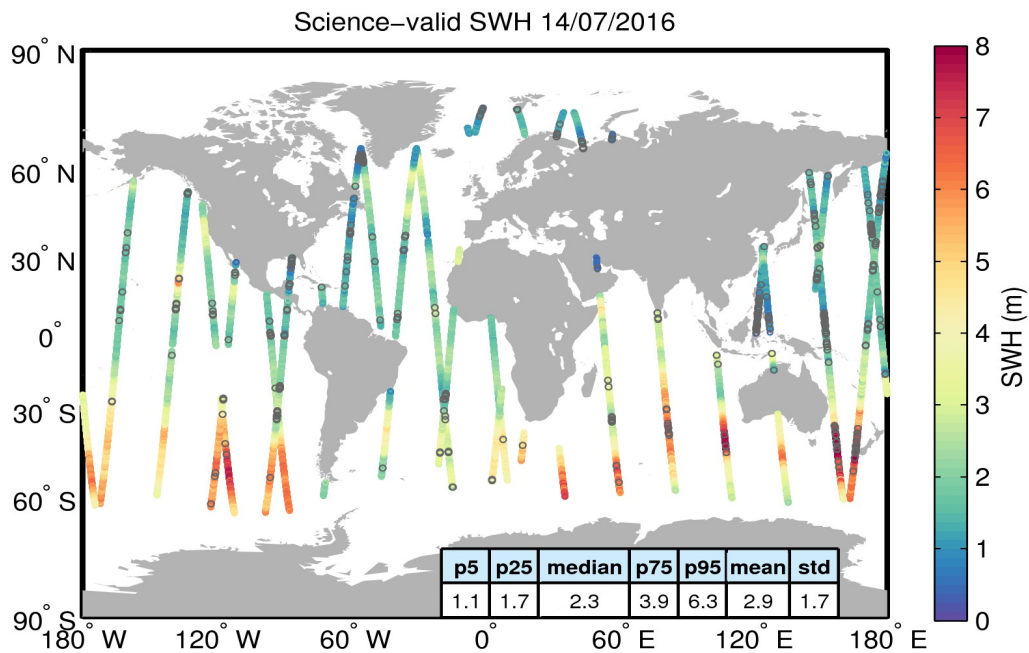 Science−valid SWH 14/07/2016
90° N
60° N
30° N
0°
30° S
60° S
90° S
180° W
120° W
60° W
0°
60° E
120° E
180° E
p5 p25 median p75 p95 mean std
1.1 1.7 2.3 3.9 6.3 2.9 1.7
8
7
6
5
4
3
2
1
0
SWH (m)